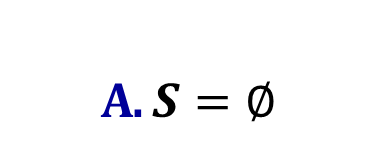 A. S = ∅